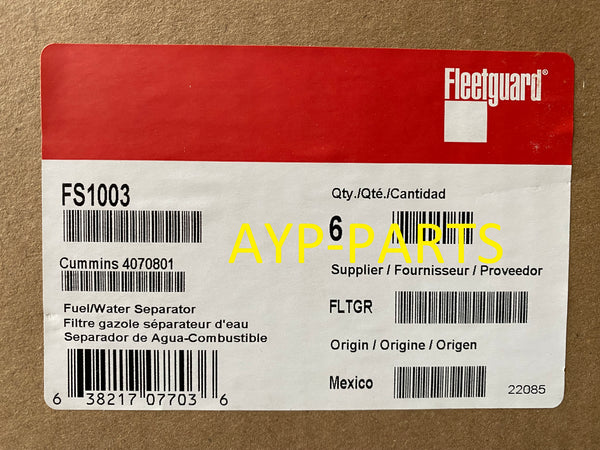 Fleetguard®
FS1003
Qty./Qté./Cantidad
6
AYP-PARTS
Cummins 4070801
Supplier / Fournisseur / Proveedor
Fuel/Water Separator
Filtre gazole séparateur d'eau
Separador de Agua-Combustible
FLTGR
Origin / Origine / Origen
Mexico
22085
6 38217 07703 6